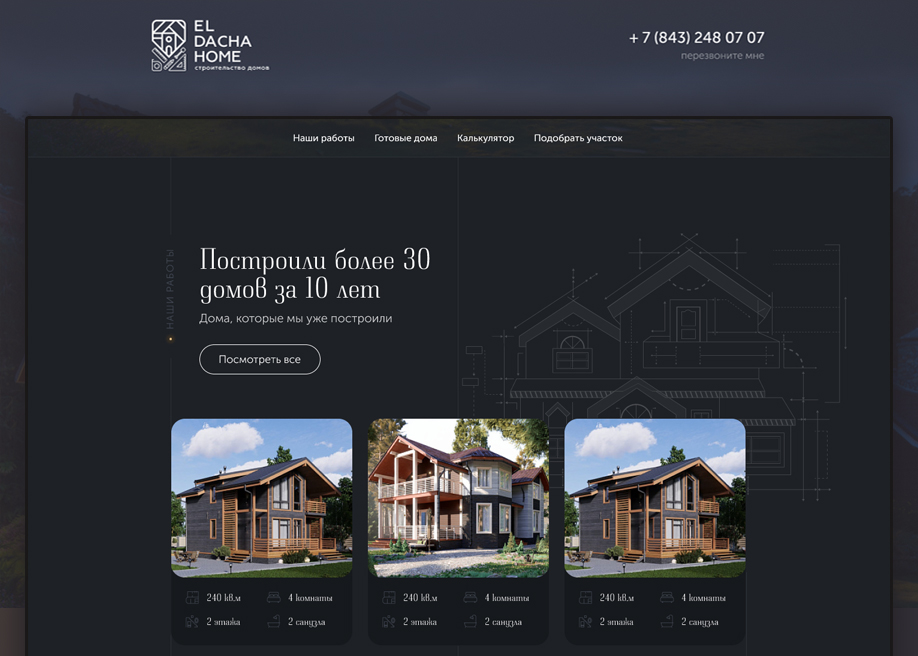 EL
DACHA
HOME
строительство домов
+ 7 (843) 248 07 07
перезвоните мне
Наши работы Готовые дома Калькулятор Подобрать участок
НАШИ РАБОТЫ
Построили более 30
домов за 10 лет
Дома, которые мы уже построили
Посмотреть все
240 кв.м 4 комнаты
2 этажа 2 санузла
240 кв.м 4 комнаты
2 этажа 2 санузла
240 кв.м 4 комнаты
2 этажа 2 санузла